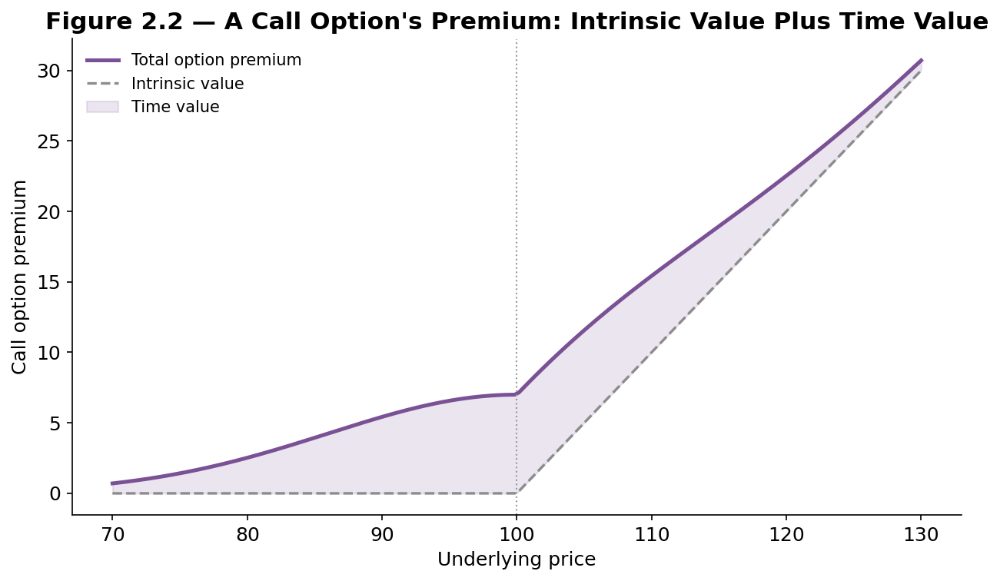 Figure 2.2 — A Call Option's Premium: Intrinsic Value Plus Time Value
Total option premium
Intrinsic value
Time value
Call option premium
30
25
20
15
10
5
0
70
80
90
100
110
120
130
Underlying price